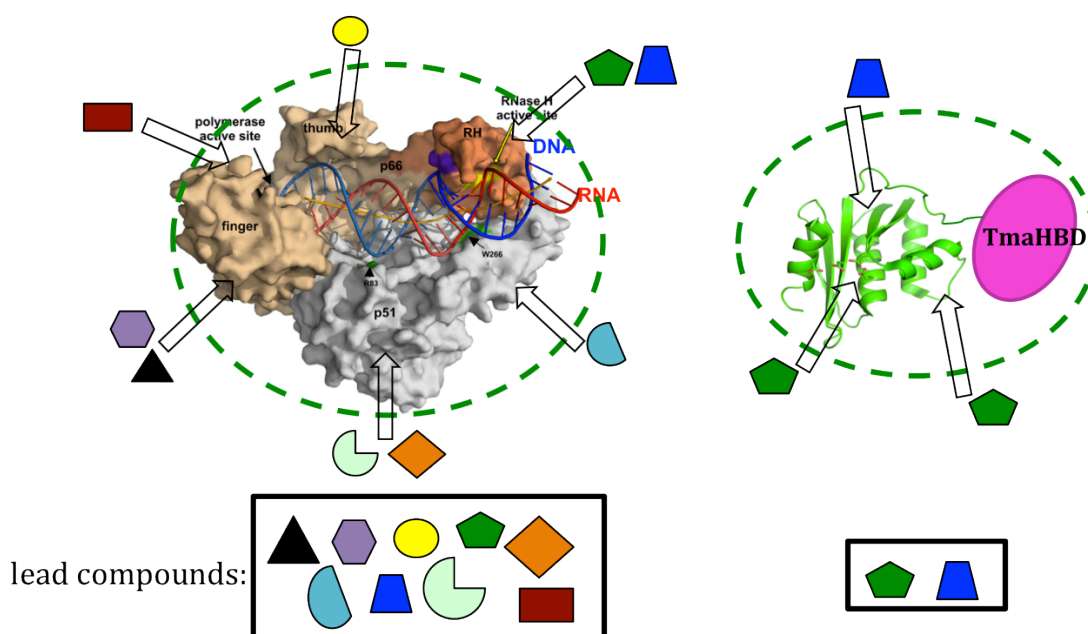 polymerase
active site
thumb
RNase H
active site
RH
DNA
p66
RNA
finger
W266
R83
p51
TmaHBD
lead compounds: